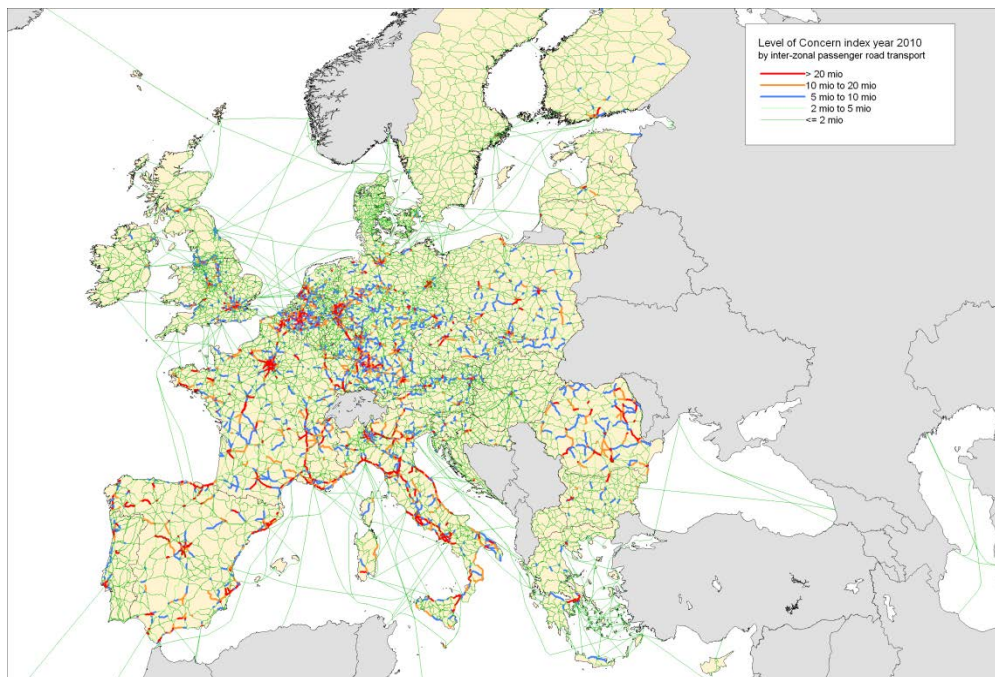 Level of Concern index year 2010
by inter-zonal passenger road transport
> 20 mio
10 mio to 20 mio
5 mio to 10 mio
2 mio to 5 mio
<= 2 mio